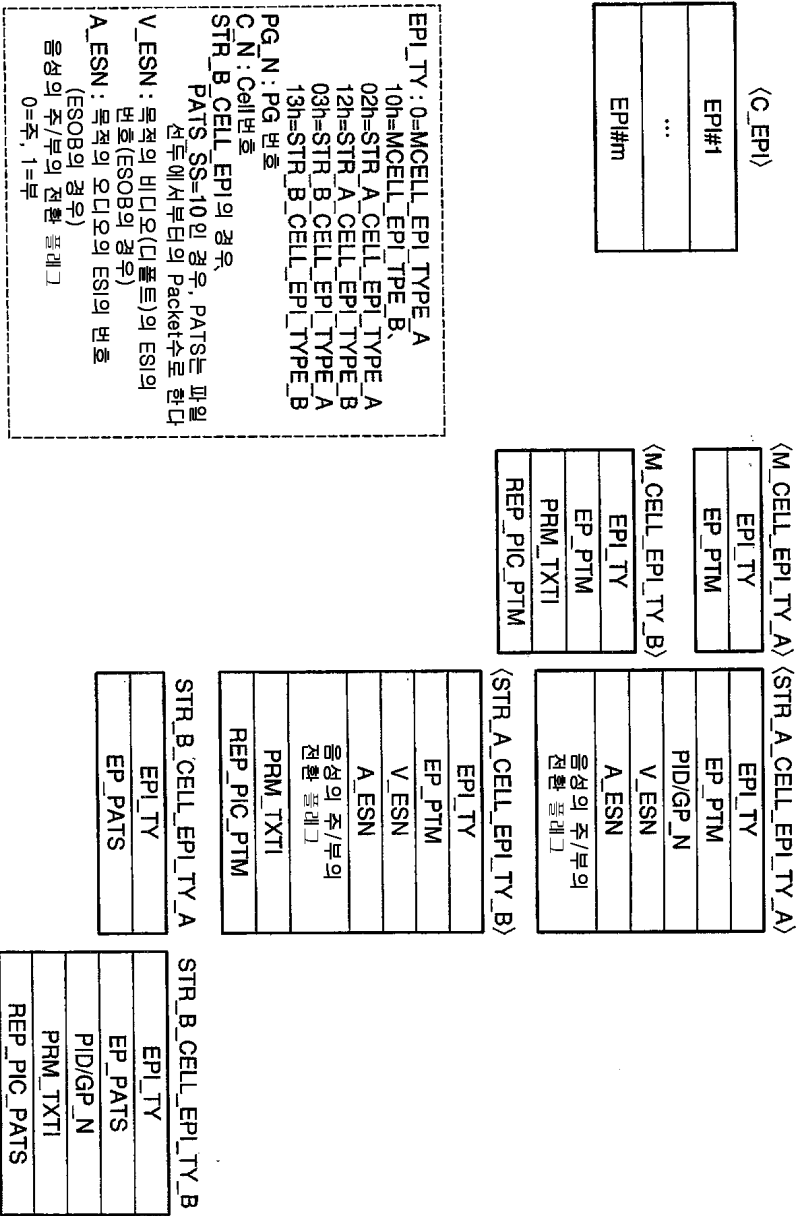 〈C_EPI〉
EPI#1
...
EPI#m
〈M_CELL_EPI_TY_A〉
EPI_TY
EP_PTM
〈M_CELL_EPI_TY_B〉
EPI_TY
EP_PTM
PRM_TXTI
REP_PIC_PTM
〈STR_A_CELL_EPI_TY_A〉
EPI_TY
EP_PTM
PID/GP_N
V_ESN
A_ESN
음성의 주/부의
전환 플래그
〈STR_A_CELL_EPI_TY_B〉
EPI_TY
EP_PTM
V_ESN
A_ESN
음성의 주/부의
전환 플래그
PRM_TXTI
REP_PIC_PTM
STR_B_CELL_EPI_TY_A
EPI_TY
EP_PATS
STR_B_CELL_EPI_TY_B
EPI_TY
EP_PATS
PID/GP_N
PRM_TXTI
REP_PIC_PATS
EPI_TY : 0=MCELL_EPI_TYPE_A
10h=MCELL_EPI_TPE_B、
02h=STR_A_CELL_EPI_TYPE_A
12h=STR_A_CELL_EPI_TYPE_B
03h=STR_B_CELL_EPI_TYPE_A
13h=STR_B_CELL_EPI_TYPE_B
PG_N : PG 번호
C_N : Cell번호
STR_B_CELL_EPI의 경우,
PATS_SS=10인 경우, PATS는 파일
선두에서부터의 Packet수로 한다
V_ESN : 목적의 비디오(디폴트)의 ESI의
번호(ESOB의 경우)
A_ESN : 목적의 오디오의 ESI의 번호
(ESOB의 경우)
음성의 주/부의 전환 플래그
0=주, 1=부